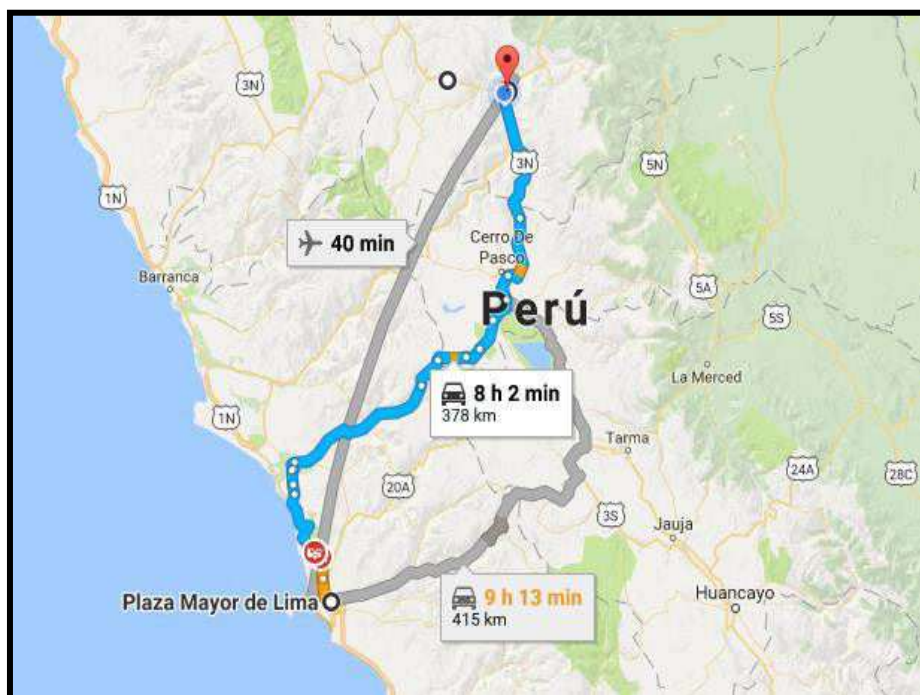 3N
3N
5N
1N
40 min
Cerro De
Pasco
Barranca
5A
Perú
5S
La Merced
8 h 2 min
378 km
1N
Tarma
20A
24A
28C
3S
Jauja
Plaza Mayor de Lima
9 h 13 min
415 km
Huancayo